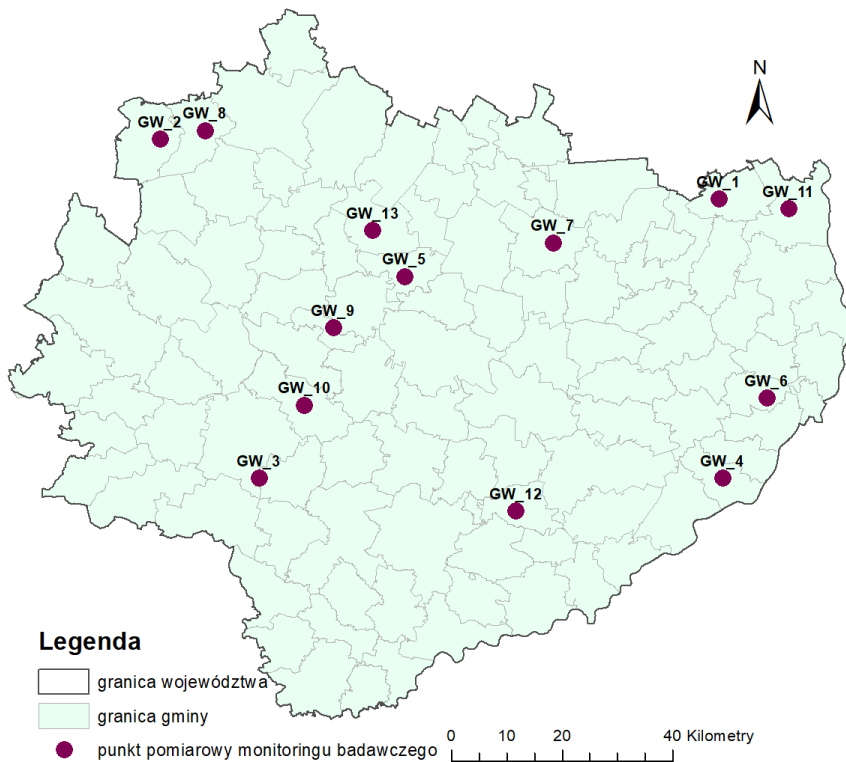 N
GW_8
GW_2
GW_1
GW_11
GW_13
GW_7
GW_5
GW_9
GW_6
GW_10
GW_3
GW_4
GW_12
Legenda
granica województwa
granica gminy
punkt pomiarowy monitoringu badawczego
0 10 20 40 Kilometry